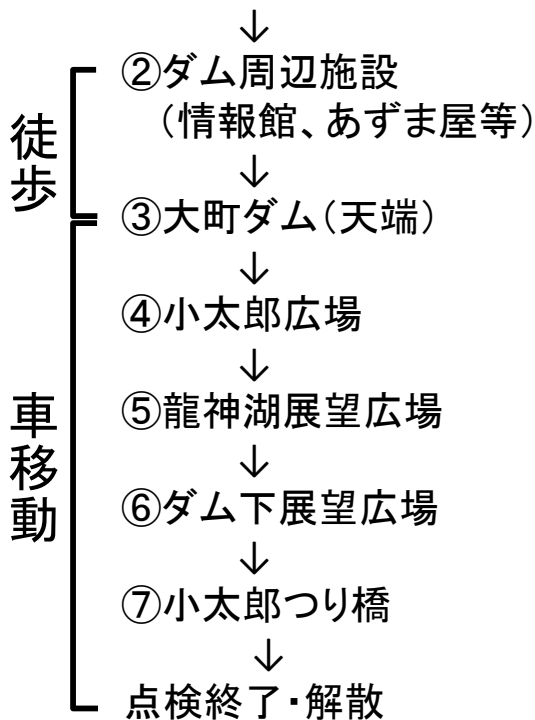 ↓
②ダム周辺施設
（情報館、あずま屋等）
↓
徒歩
③大町ダム（天端）
↓
④小太郎広場
↓
⑤龍神湖展望広場
↓
車移動
⑥ダム下展望広場
↓
⑦小太郎つり橋
↓
点検終了・解散